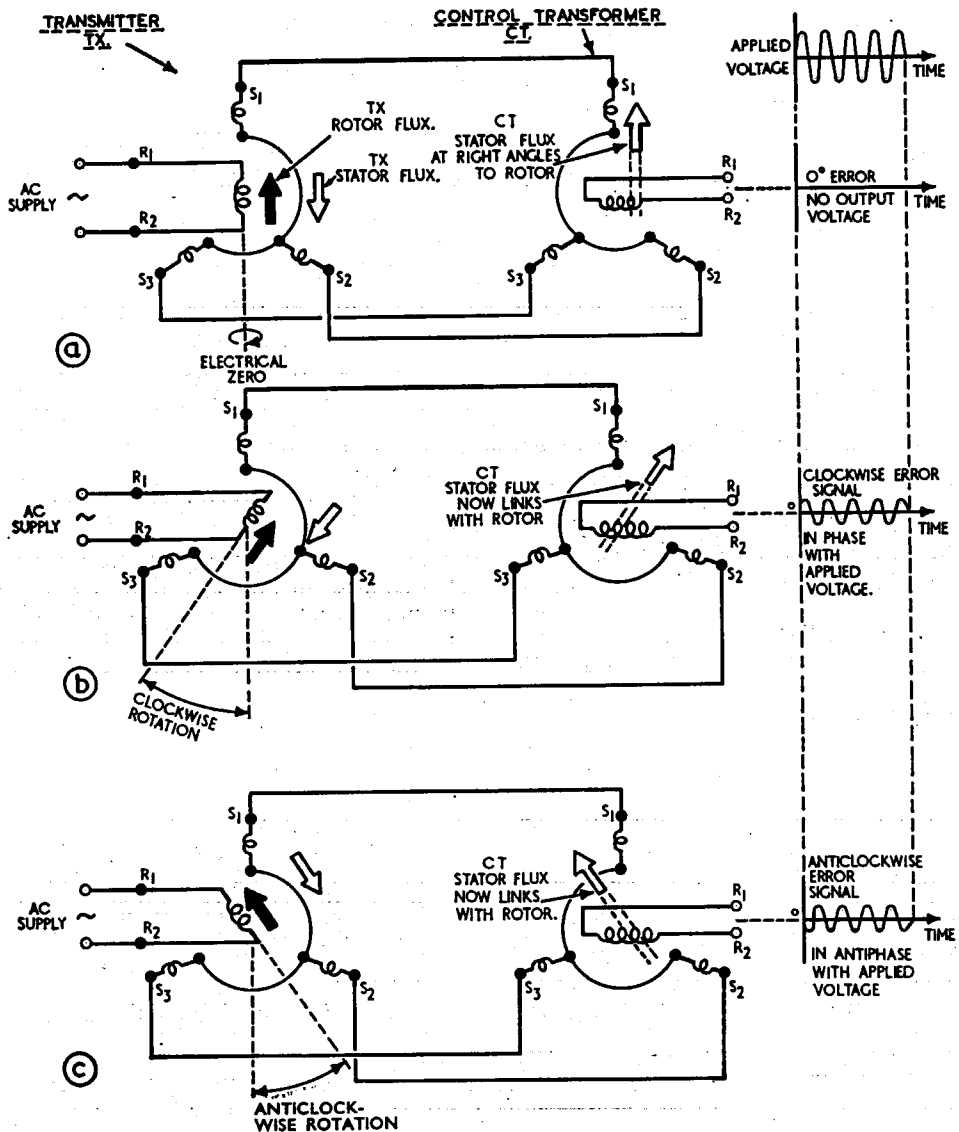 TRANSMITTER
TX.
CONTROL TRANSFORMER
CT.
APPLIED
VOLTAGE
TIME
S1
S1
TX
ROTOR FLUX.
CT
STATOR FLUX
AT RIGHT ANGLES
TO ROTOR
TX
STATOR FLUX.
R1
R2
AC
SUPPLY ~
R1
R2
0° ERROR
NO OUTPUT
VOLTAGE
TIME
S3
S2
S3
S2
a
ELECTRICAL
ZERO
S1
S1
R1
R2
AC
SUPPLY ~
CT
STATOR FLUX
NOW LINKS
WITH ROTOR
R1
R2
CLOCKWISE ERROR
SIGNAL
O
TIME
IN PHASE
WITH
APPLIED
VOLTAGE.
S3
S2
S3
S2
b
CLOCKWISE
ROTATION
S1
S1
R1
R2
AC
SUPPLY ~
CT
STATOR FLUX
NOW LINKS
WITH ROTOR.
R1
R2
ANTICLOCKWISE
ERROR
SIGNAL
O
TIME
IN ANTIPHASE
WITH APPLIED
VOLTAGE
S3
S2
S3
S2
c
ANTICLOCK-
WISE ROTATION